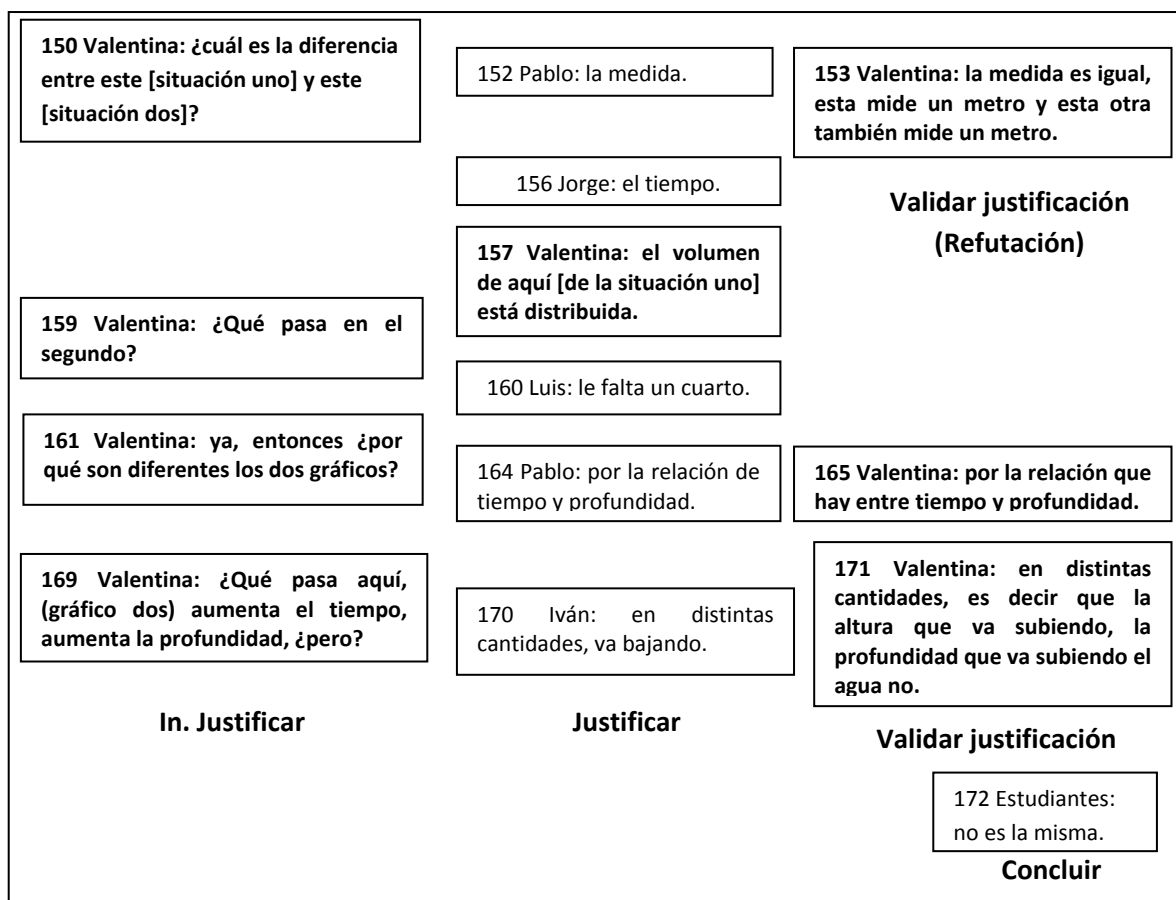 150 Valentina: ¿cuál es la diferencia
entre este [situación uno] y este
[situación dos]?
152 Pablo: la medida.
153 Valentina: la medida es igual,
esta mide un metro y esta otra
también mide un metro.
156 Jorge: el tiempo.
Validar justificación
(Refutación)
157 Valentina: el volumen
de aquí [de la situación uno]
está distribuida.
159 Valentina: ¿Qué pasa en el
segundo?
160 Luis: le falta un cuarto.
161 Valentina: ya, entonces ¿por
qué son diferentes los dos gráficos?
164 Pablo: por la relación de
tiempo y profundidad.
165 Valentina: por la relación que
hay entre tiempo y profundidad.
169 Valentina: ¿Qué pasa aquí,
(gráfico dos) aumenta el tiempo,
aumenta la profundidad, ¿pero?
170 Iván: en distintas
cantidades, va bajando.
171 Valentina: en distintas
cantidades, es decir que la
altura que va subiendo, la
profundidad que va subiendo el
agua no.
In. Justificar
Justificar
Validar justificación
172 Estudiantes:
no es la misma.
Concluir